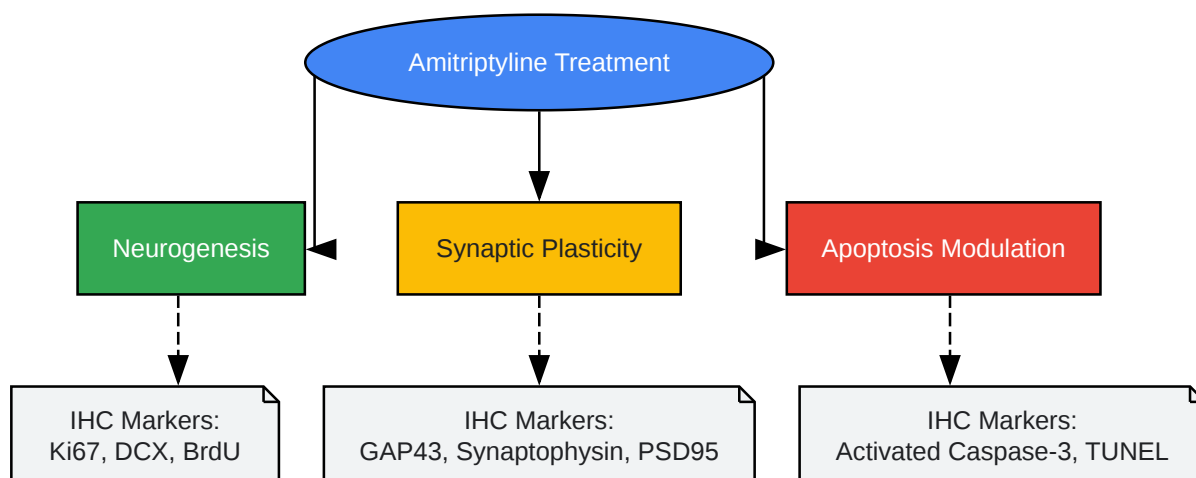 Amitriptyline Treatment
Neurogenesis
Synaptic Plasticity
Apoptosis Modulation
IHC Markers:
Ki67, DCX, BrdU
IHC Markers:
GAP43, Synaptophysin, PSD95
IHC Markers:
Activated Caspase-3, TUNEL